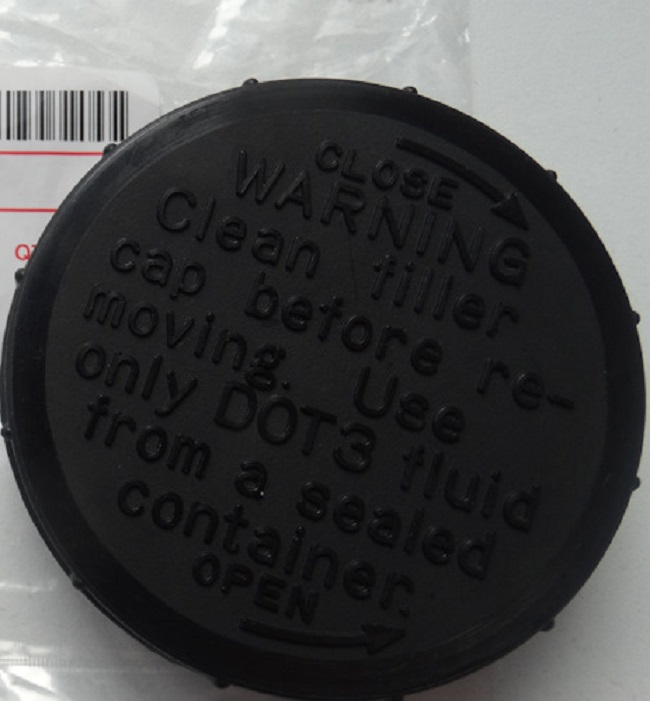 CLOSE
WARNING
Clean filler
cap before re-
moving. Use
only DOT3 fluid
from a sealed
container.
OPEN